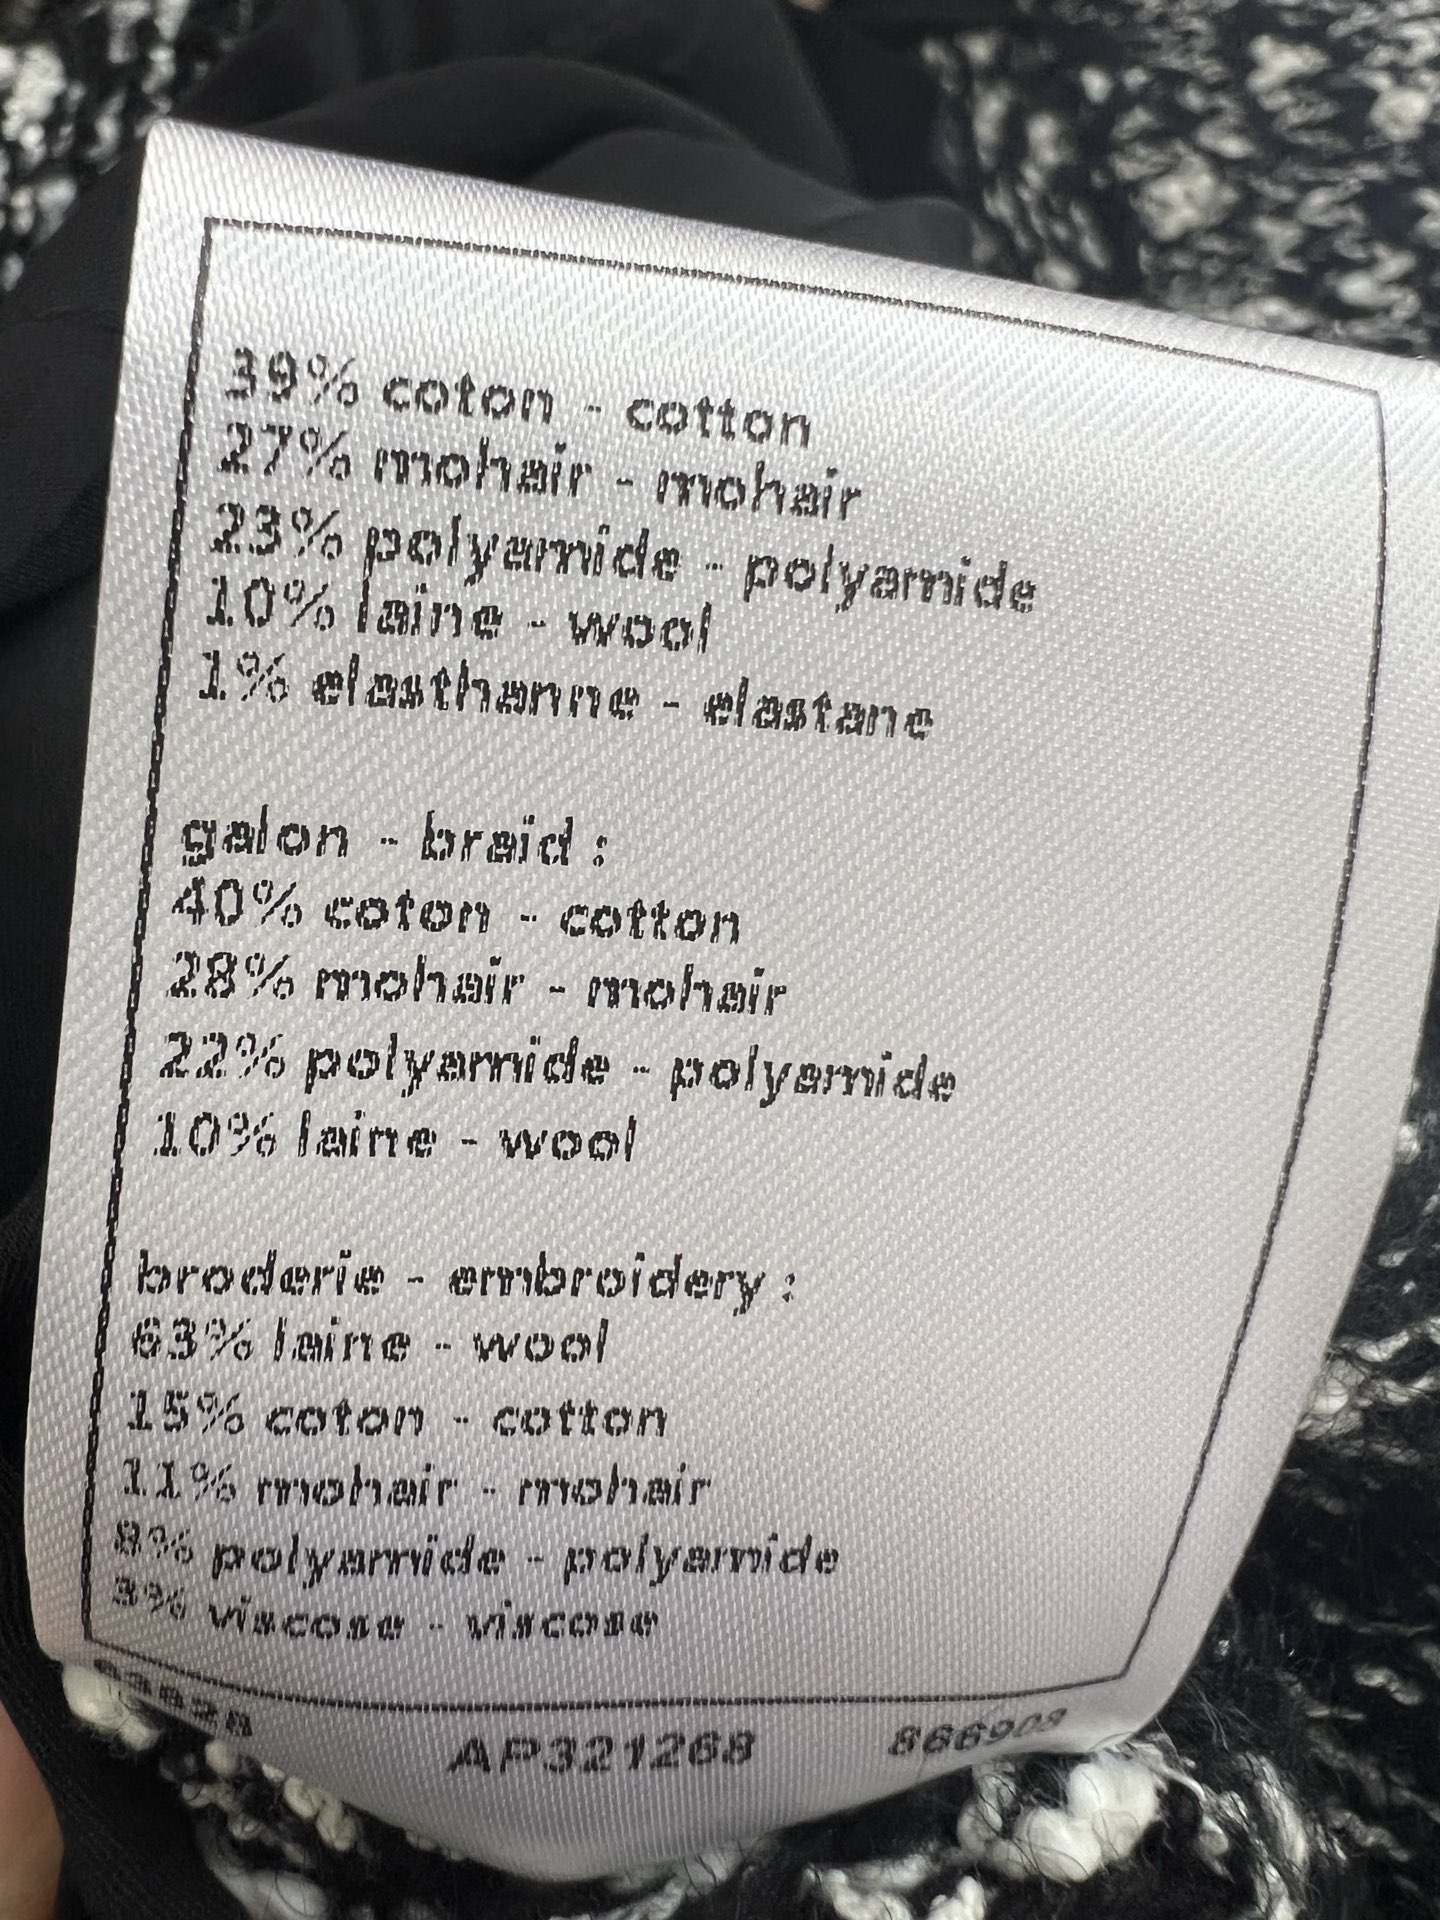 39% coton - cotton
27% mohair - mohair
23% polyamide - polyamide
10% laine - wool
1% elasthanne - elastane
galon - braid :
40% coton - cotton
28% mohair - mohair
22% polyamide - polyamide
10% laine - wool
broderie - embroidery :
63% laine - wool
15% coton - cotton
11% mohair - mohair
8% polyamide - polyamide
3% viscose - viscose
AP321268 866908